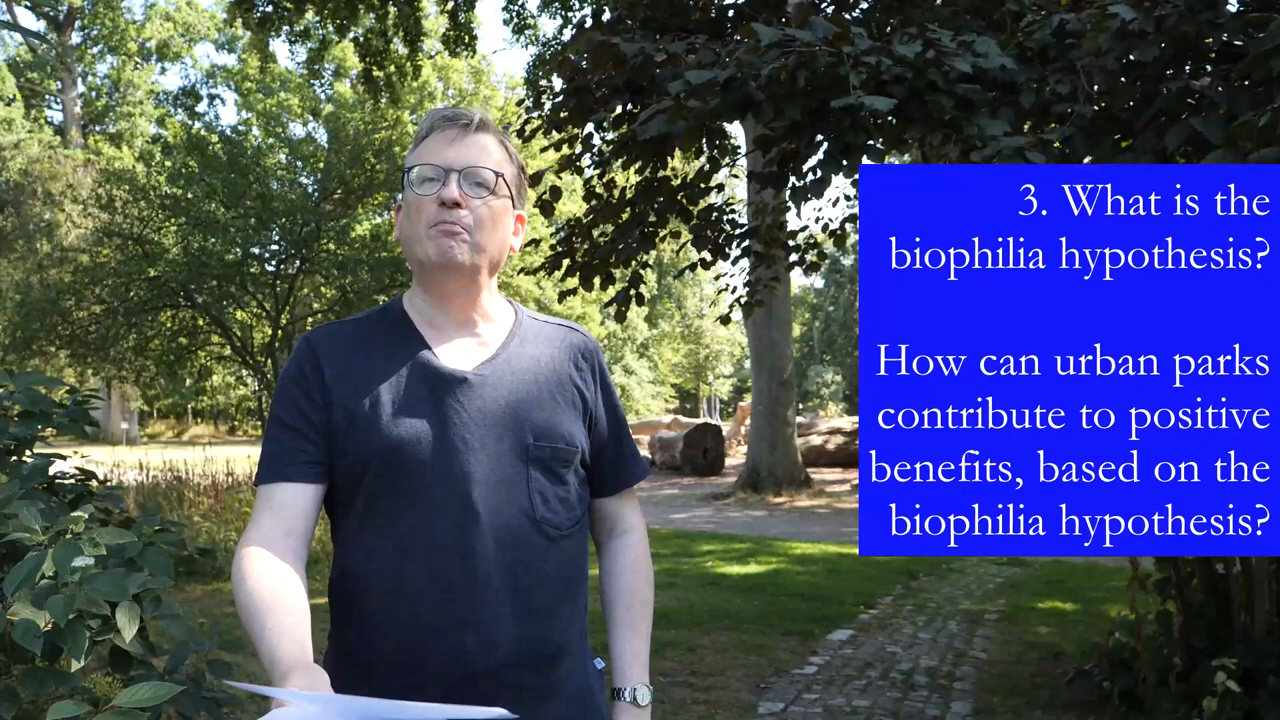 3. What is the
biophilia hypothesis?
How can urban parks
contribute to positive
benefits, based on the
biophilia hypothesis?